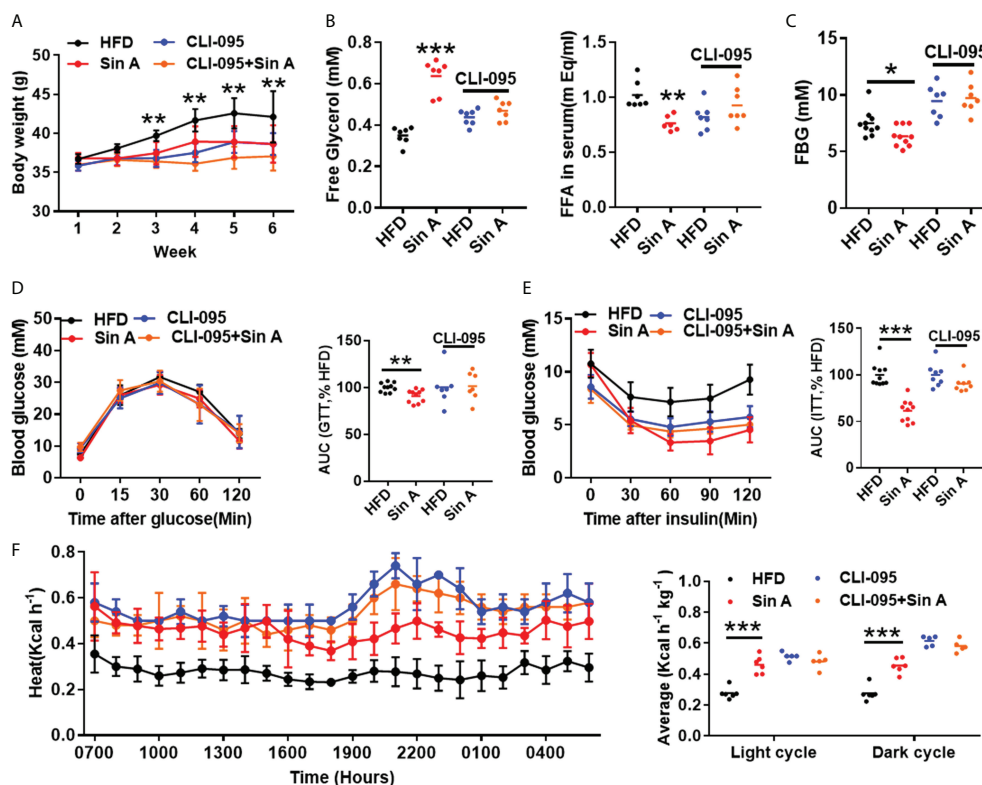 A
HFD
CLI-095
Sin A
CLI-095+Sin A
Body weight (g)
45
40
35
30
**
**
**
**
1 2 3 4 5 6
Week
B
Free Glycerol (mM)
0.8
0.6
0.4
0.2
0.0
***
CLI-095
HFD
Sin A
HFD
Sin A
FFA in serum(m Eq/ml)
1.5
1.0
0.5
0.0
**
CLI-095
HFD
Sin A
HFD
Sin A
C
FBG (mM)
15
10
5
0
*
CLI-095
HFD
Sin A
HFD
Sin A
D
HFD
CLI-095
Sin A
CLI-095+Sin A
Blood glucose (mM)
50
40
30
20
10
0
0 15 30 60 120
Time after glucose(Min)
AUC (GTT,% HFD)
150
100
50
0
**
CLI-095
HFD
Sin A
HFD
Sin A
E
HFD
CLI-095
Sin A
CLI-095+Sin A
Blood glucose (mM)
15
10
5
0
0 30 60 90 120
Time after insulin(Min)
AUC (ITT,% HFD)
150
100
50
0
***
CLI-095
HFD
Sin A
HFD
Sin A
F
Heat(Kcal h⁻¹)
0.8
0.6
0.4
0.2
0.0
0700 1000 1300 1600 1900 2200 0100 0400
Time (Hours)
Average (Kcal h⁻¹ kg⁻¹)
1.0
0.8
0.6
0.4
0.2
0.0
HFD
CLI-095
Sin A
CLI-095+Sin A
***
***
Light cycle
Dark cycle